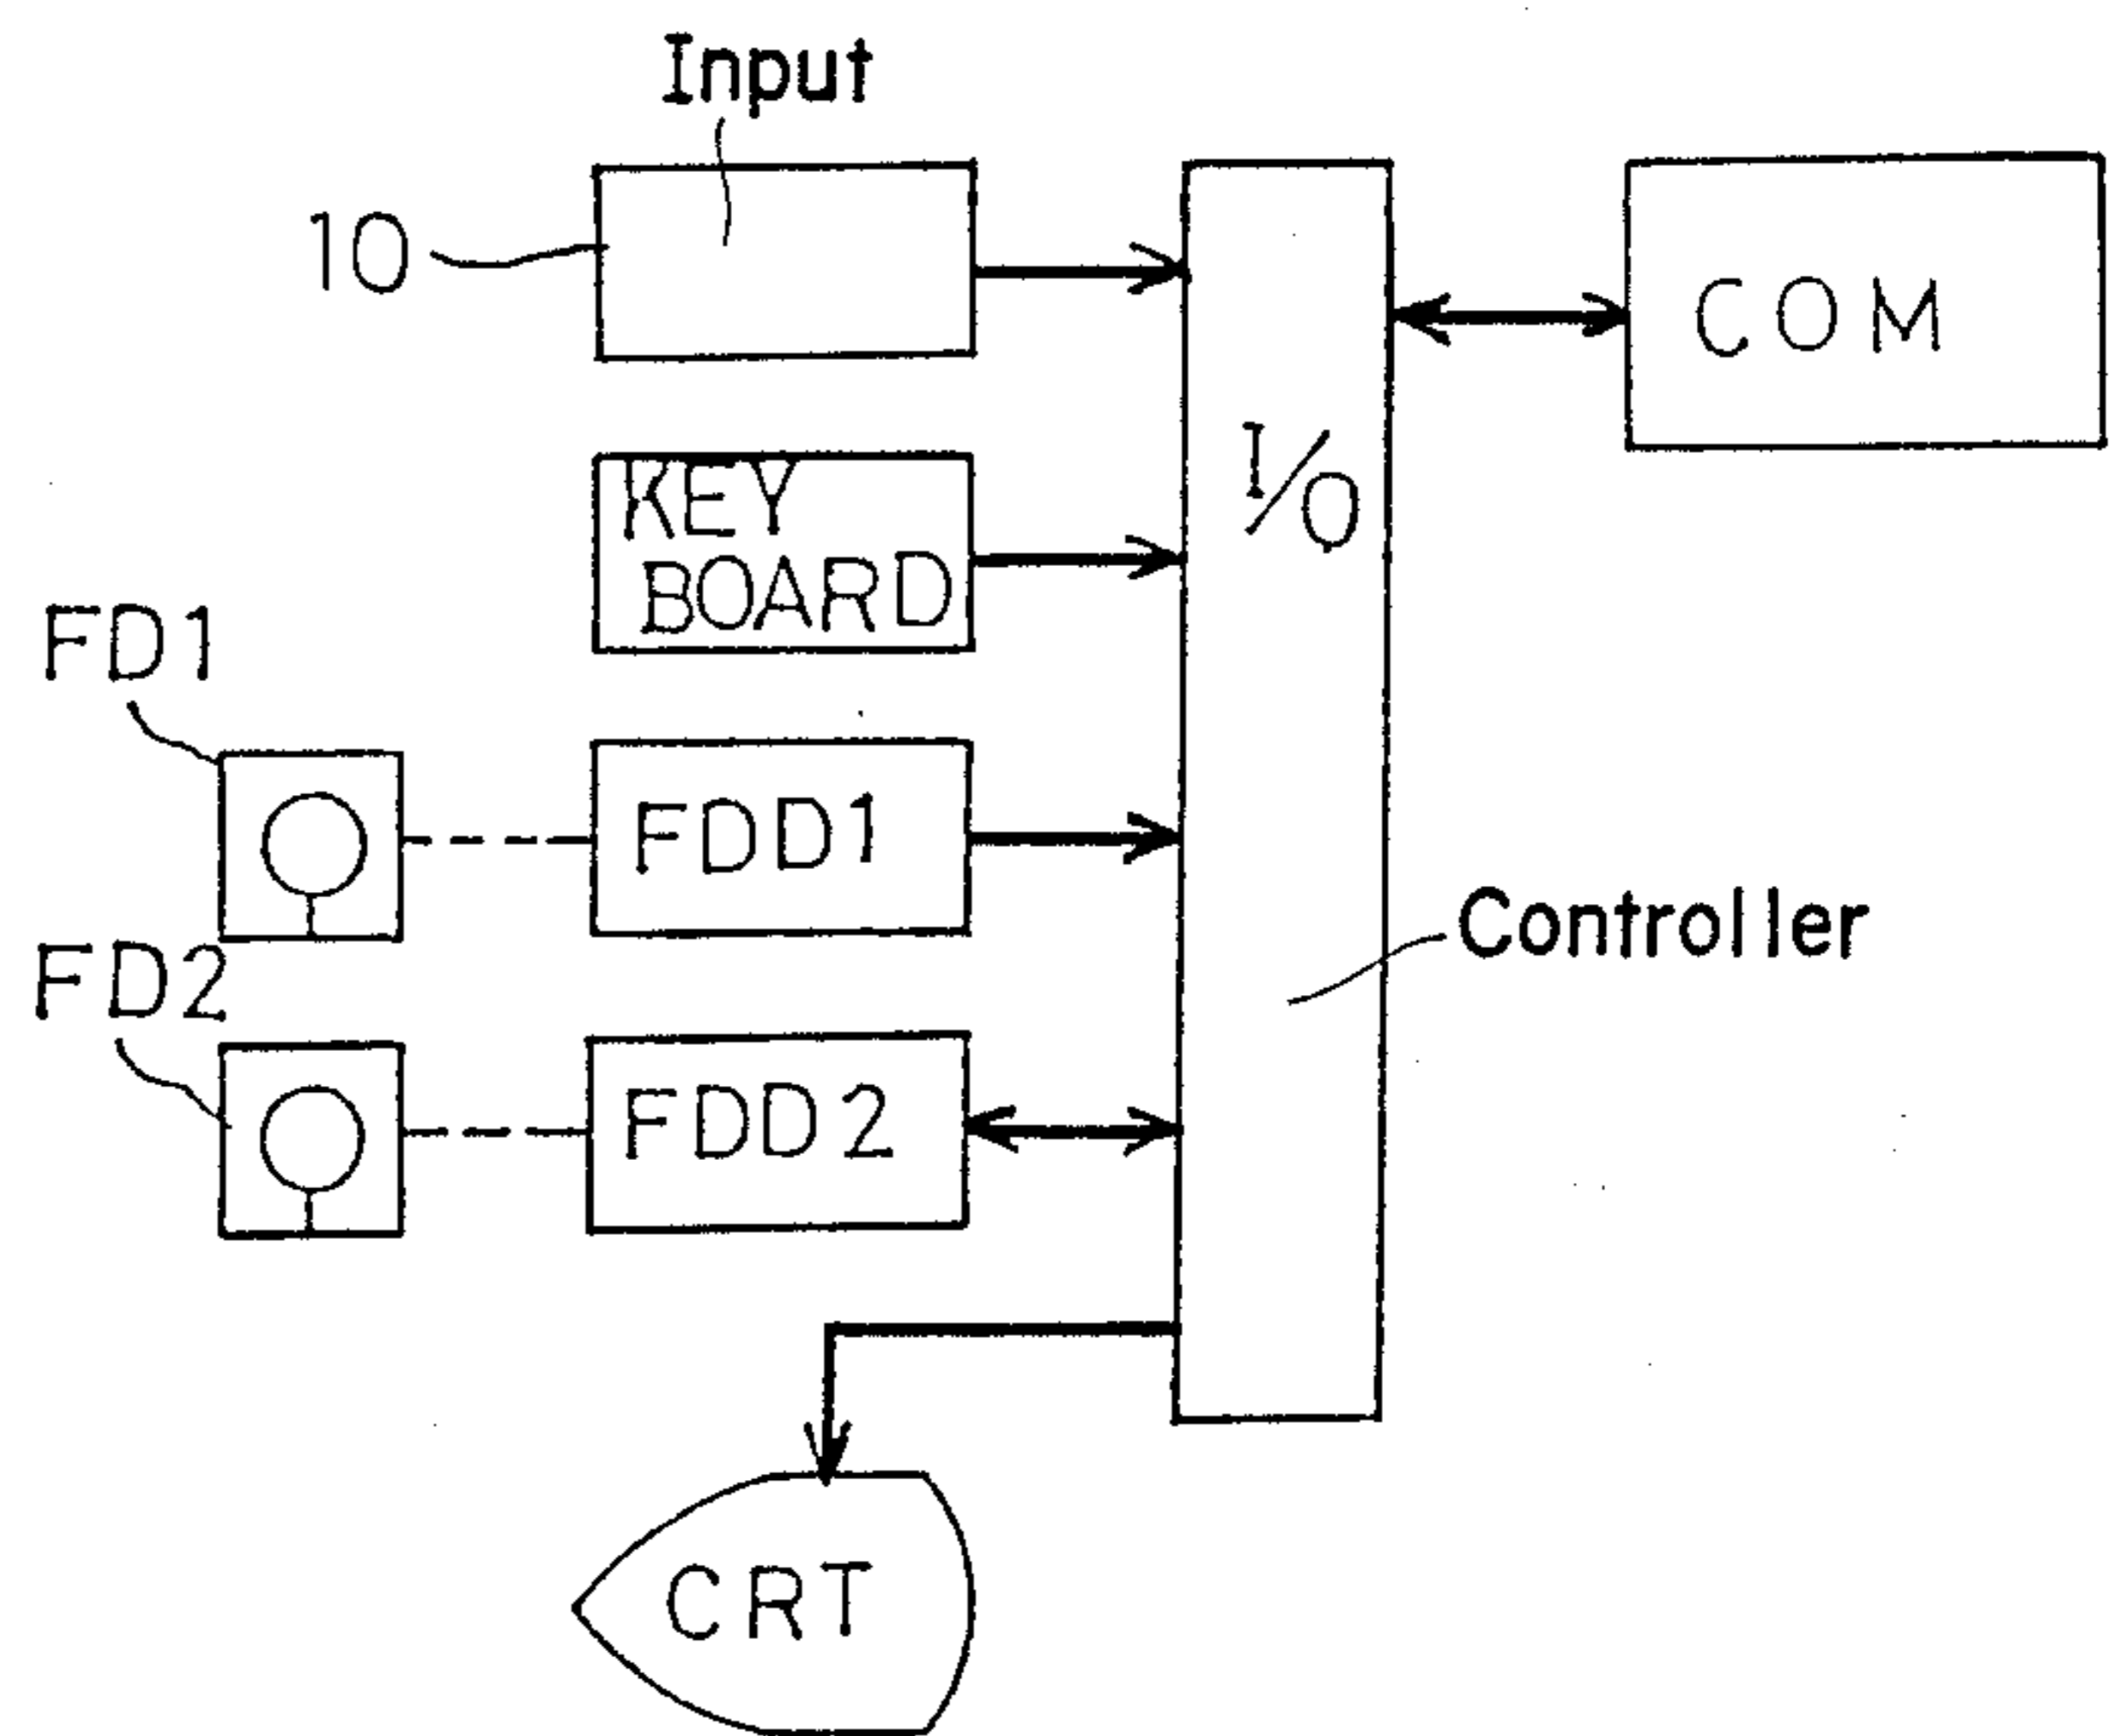 Input
10
COM
I/O
KEY
BOARD
FD1
FDD1
Controller
FD2
FDD2
CRT